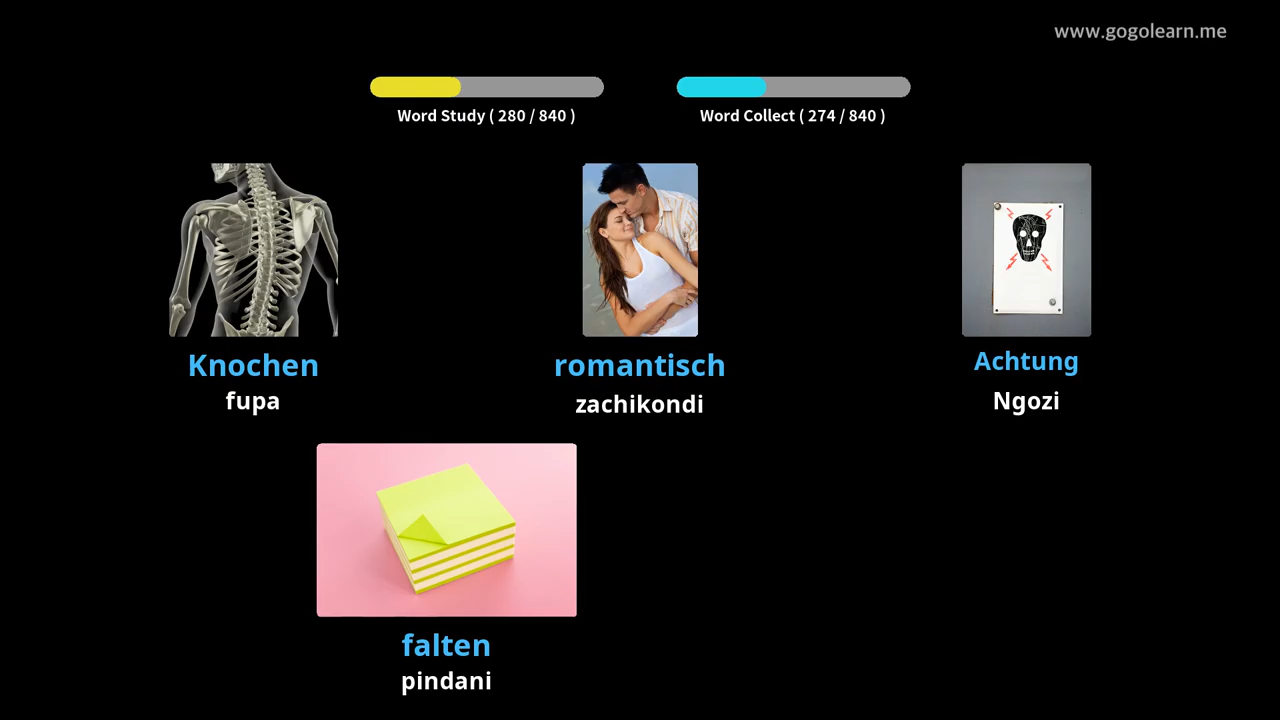 www.gogolearn.me
Word Study ( 280 / 840 )
Word Collect ( 274 / 840 )
Knochen
fupa
romantisch
zachikondi
Achtung
Ngozi
falten
pindani